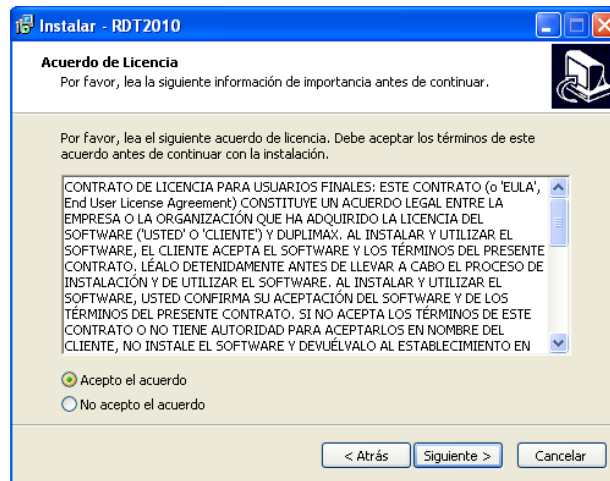 Instalar - RDT2010
Acuerdo de Licencia
Por favor, lea la siguiente información de importancia antes de continuar.
Por favor, lea el siguiente acuerdo de licencia. Debe aceptar los términos de este
acuerdo antes de continuar con la instalación.
CONTRATO DE LICENCIA PARA USUARIOS FINALES: ESTE CONTRATO (o 'EULA',
End User License Agreement) CONSTITUYE UN ACUERDO LEGAL ENTRE LA
EMPRESA O LA ORGANIZACIÓN QUE HA ADQUIRIDO LA LICENCIA DEL
SOFTWARE ('USTED' O 'CLIENTE') Y DUPLIMAX. AL INSTALAR Y UTILIZAR EL
SOFTWARE, EL CLIENTE ACEPTA EL SOFTWARE Y LOS TÉRMINOS DEL PRESENTE
CONTRATO. LÉALO DETENIDAMENTE ANTES DE LLEVAR A CABO EL PROCESO DE
INSTALACIÓN Y DE UTILIZAR EL SOFTWARE. AL INSTALAR Y UTILIZAR EL
SOFTWARE, USTED CONFIRMA SU ACEPTACIÓN DEL SOFTWARE Y DE LOS
TÉRMINOS DEL PRESENTE CONTRATO. SI NO ACEPTA LOS TÉRMINOS DE ESTE
CONTRATO O NO TIENE AUTORIDAD PARA ACEPTARLOS EN NOMBRE DEL
CLIENTE, NO INSTALE EL SOFTWARE Y DEVUÉLVALO AL ESTABLECIMIENTO EN
Acepto el acuerdo
No acepto el acuerdo
< Atrás Siguiente > Cancelar